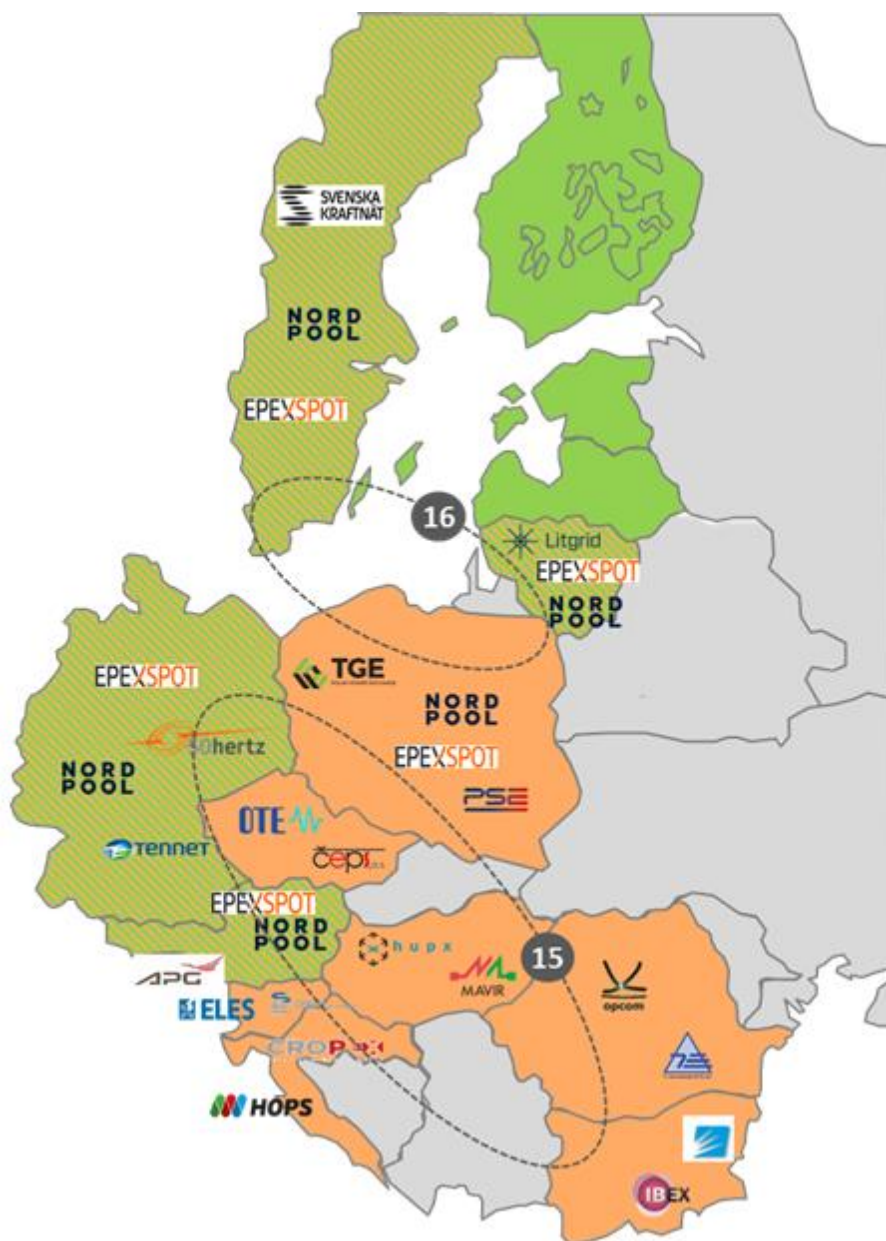 SVENSKA
KRAFTNÄT
NORD
POOL
EPEXSPOT
16
Litgrid
EPEXSPOT
NORD
POOL
TGE
EPEXSPOT
NORD
POOL
50hertz
NORD
POOL
EPEXSPOT
PSE
OTE
TENNET
čeps
EPEXSPOT
NORD
POOL
hupx
MAVIR
15
APG
opcom
ELES
CROPEX
HOPS
IBEX